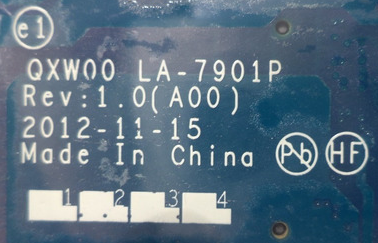 e1
QXW00 LA-7901P
Rev:1.0(A00)
2012-11-15
Made In China Pb HF
1 2 3 4